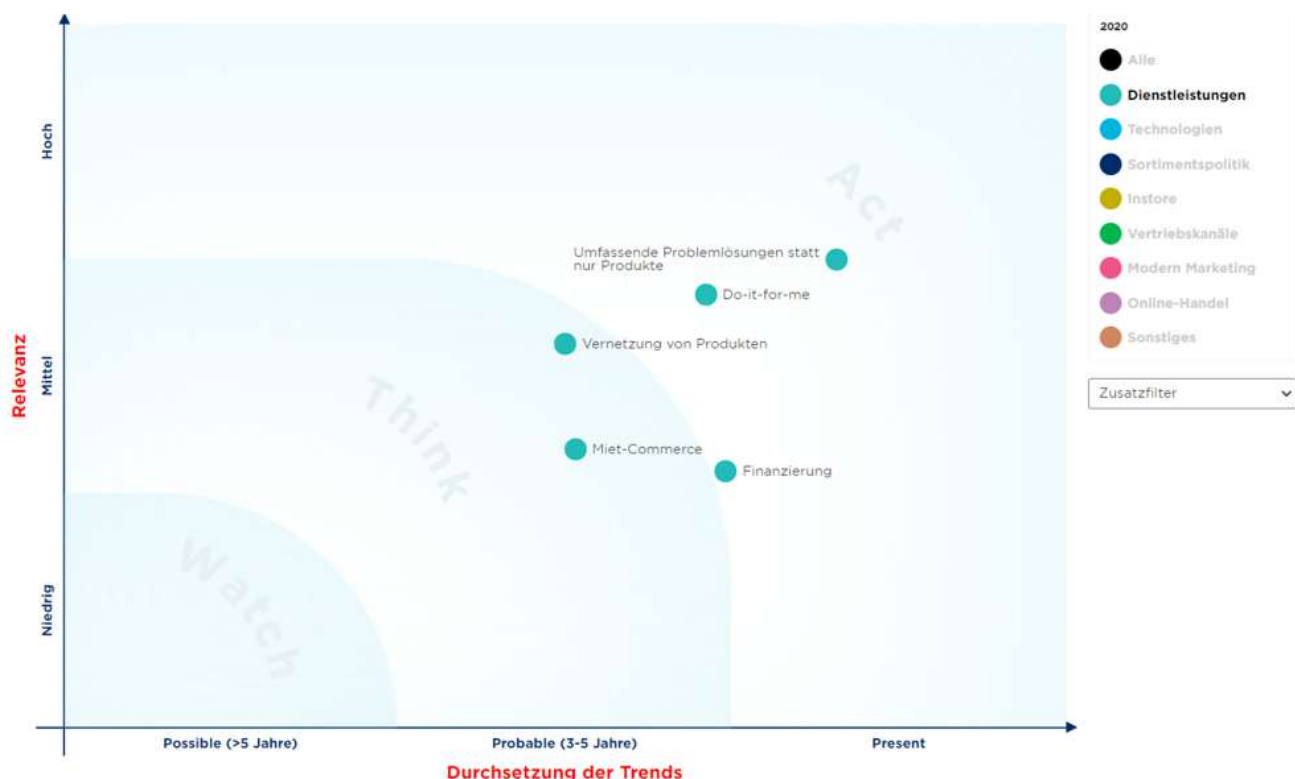 2020
Alle
Dienstleistungen
Technologien
Sortimentspolitik
Instore
Vertriebskanäle
Modern Marketing
Online-Handel
Sonstiges
Zusatzfilter
Relevanz
Hoch
Mittel
Niedrig
Act
Think
Watch
Umfassende Problemlösungen statt
nur Produkte
Do-it-for-me
Vernetzung von Produkten
Miet-Commerce
Finanzierung
Possible (>5 Jahre)
Probable (3-5 Jahre)
Present
Durchsetzung der Trends